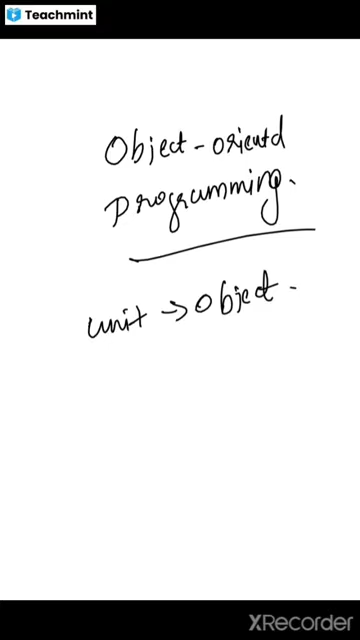 Teachmint
Object - orientd
programming.
unit → Object.
XRecorder